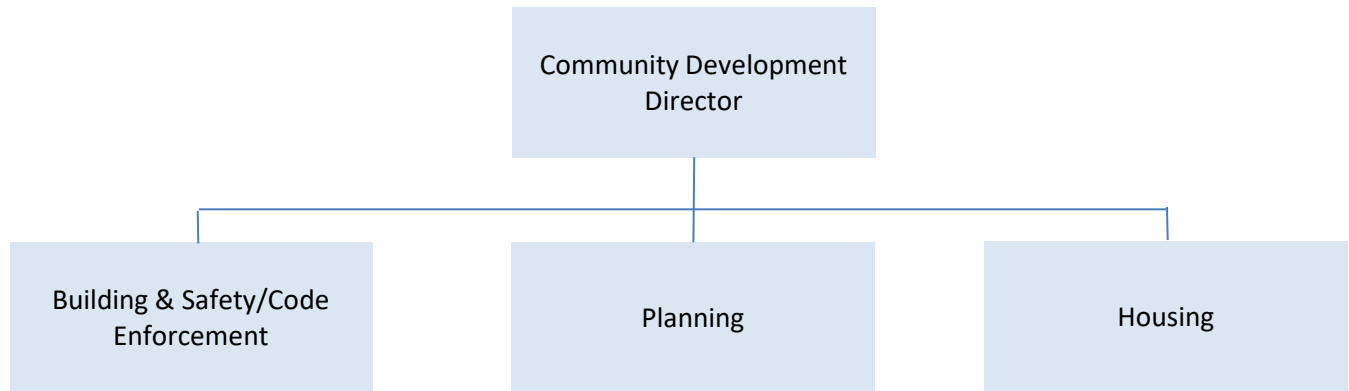 Community Development
Director
Building & Safety/Code
Enforcement
Planning
Housing